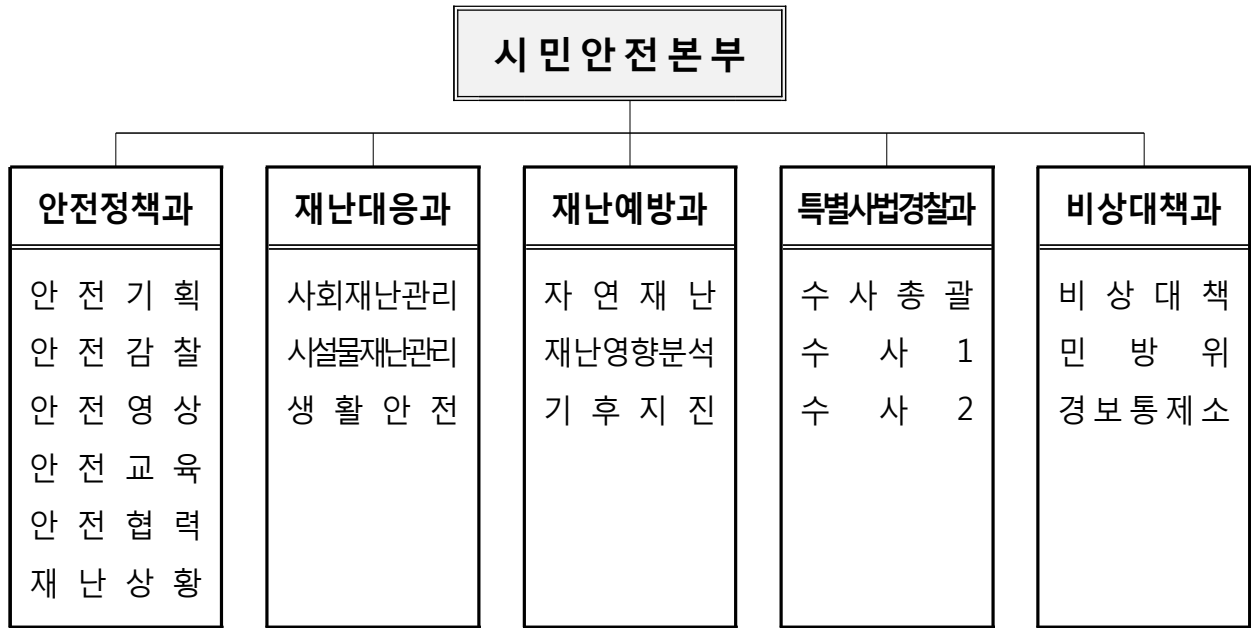 시민안전본부
안전정책과
안전기획
안전감찰
안전영상
안전교육
안전협력
재난상황
재난대응과
사회재난관리
시설물재난관리
생활안전
재난예방과
자연재난
재난영향분석
기후지진
특별사법경찰과
수사총괄
수사1
수사2
비상대책과
비상대책
민방위
경보통제소